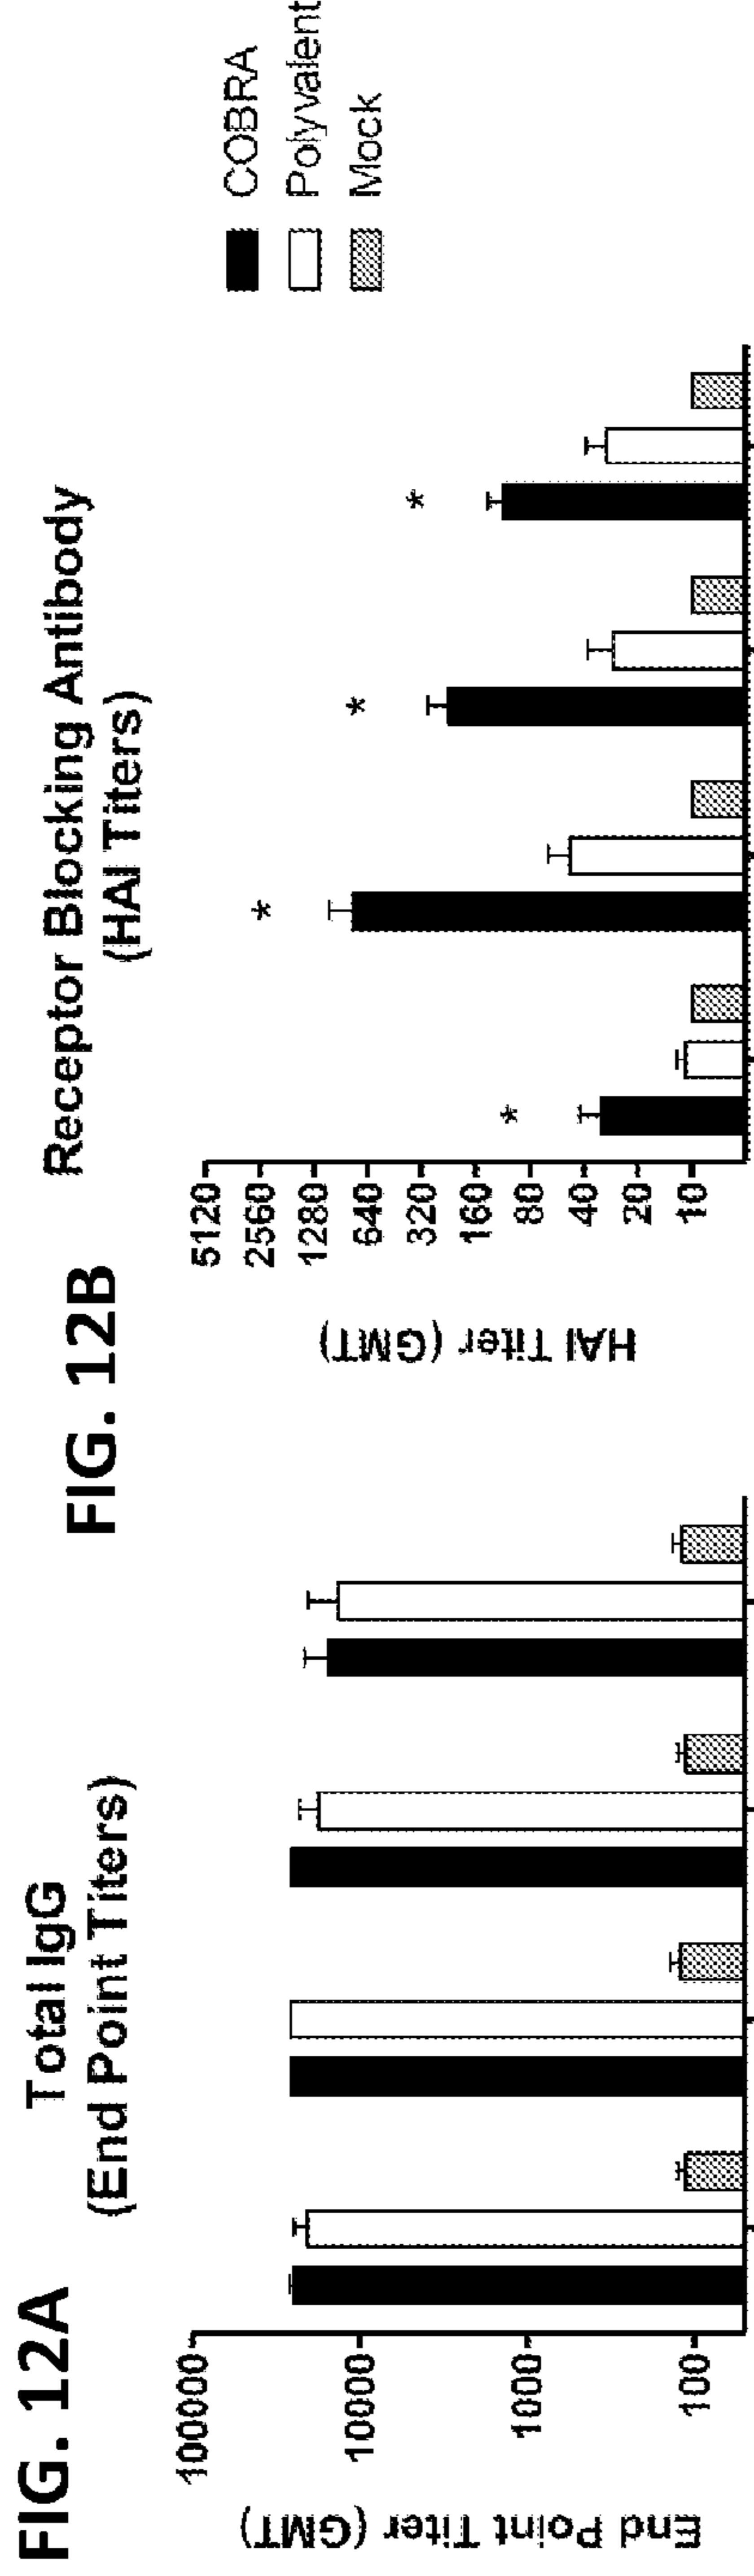 FIG. 12A
Total IgG
(End Point Titers)
End Point Titer (GMT)
100000
10000
1000
100
FIG. 12B
Receptor Blocking Antibody
(HAI Titers)
HAI Titer (GMT)
5120
2560
1280
640
320
160
80
40
20
10
*
*
*
*
COBRA
Polyvalent
Mock